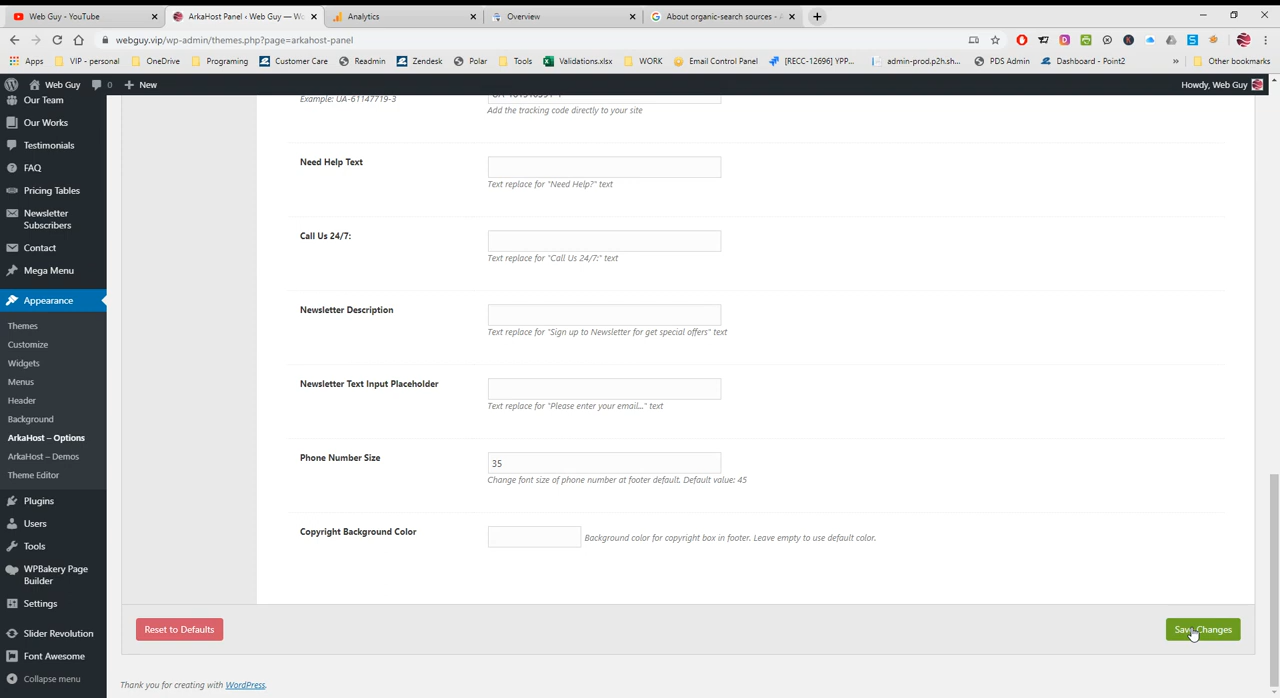 Web Guy - YouTube
ArkaHost Panel ‹ Web Guy — Wo
Analytics
Overview
About organic-search sources - A
webguy.vip/wp-admin/themes.php?page=arkahost-panel
Apps
VIP - personal
OneDrive
Programing
Customer Care
Readmin
Zendesk
Polar
Tools
Validations.xlsx
WORK
Email Control Panel
[RECC-12696] YPP...
admin-prod.p2h.sh...
PDS Admin
Dashboard - Point2
»
Other bookmarks
Web Guy
0
New
Howdy, Web Guy
Our Team
Our Works
Testimonials
FAQ
Pricing Tables
Newsletter
Subscribers
Contact
Mega Menu
Appearance
Themes
Customize
Widgets
Menus
Header
Background
ArkaHost – Options
ArkaHost – Demos
Theme Editor
Plugins
Users
Tools
WPBakery Page
Builder
Settings
Slider Revolution
Font Awesome
Collapse menu
Example: UA-61147719-3
Add the tracking code directly to your site
Need Help Text
Text replace for "Need Help?" text
Call Us 24/7:
Text replace for "Call Us 24/7:" text
Newsletter Description
Text replace for "Sign up to Newsletter for get special offers" text
Newsletter Text Input Placeholder
Text replace for "Please enter your email..." text
Phone Number Size
35
Change font size of phone number at footer default. Default value: 45
Copyright Background Color
Background color for copyright box in footer. Leave empty to use default color.
Reset to Defaults
Save Changes
Thank you for creating with WordPress.